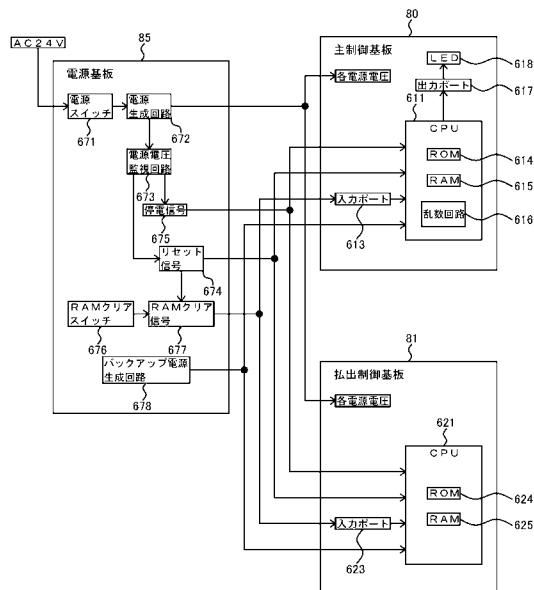 ＡＣ２４Ｖ
85
電源基板
電源
スイッチ
671
電源
生成回路
672
電源電圧
監視回路
673
停電信号
675
リセット
信号
674
ＲＡＭクリア
スイッチ
676
ＲＡＭクリア
信号
677
バックアップ電源
生成回路
678
80
主制御基板
各電源電圧
ＬＥＤ
618
出力ポート
617
611
ＣＰＵ
ＲＯＭ
614
ＲＡＭ
615
乱数回路
616
入力ポート
613
81
払出制御基板
各電源電圧
621
ＣＰＵ
ＲＯＭ
624
ＲＡＭ
625
入力ポート
623